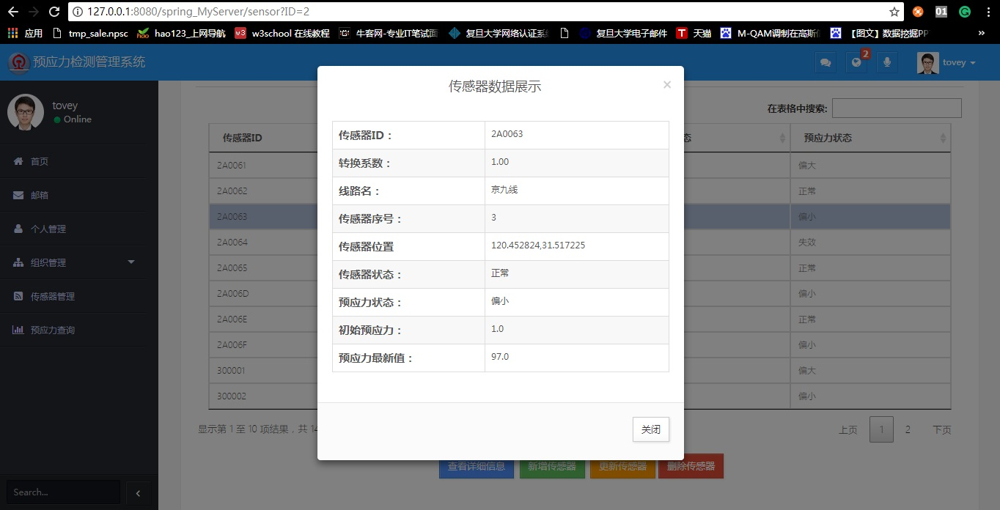 127.0.0.1:8080/spring_MyServer/sensor?ID=2
应用 tmp_sale.npsc hao123_上网导航 w3school 在线教程 牛客网-专业IT笔试面 复旦大学网络认证系 复旦大学电子邮件 天猫 M-QAM调制在高斯 【图文】数据挖掘PP »
预应力检测管理系统 2 tovey
tovey
Online
首页
邮箱
个人管理
组织管理
传感器管理
预应力查询
Search...
传感器数据展示 ×
传感器ID： 2A0063
转换系数： 1.00
线路名： 京九线
传感器序号： 3
传感器位置 120.452824,31.517225
传感器状态： 正常
预应力状态： 偏小
初始预应力： 1.0
预应力最新值： 97.0
关闭
在表格中搜索:
传感器ID 态 预应力状态
2A0061 偏大
2A0062 正常
2A0063 偏小
2A0064 失效
2A0065 正常
2A006D 偏小
2A006E 正常
2A006F 偏小
300001 偏大
300002 偏小
显示第 1 至 10 项结果，共 14 上页 1 2 下页
查看详细信息 新增传感器 更新传感器 删除传感器